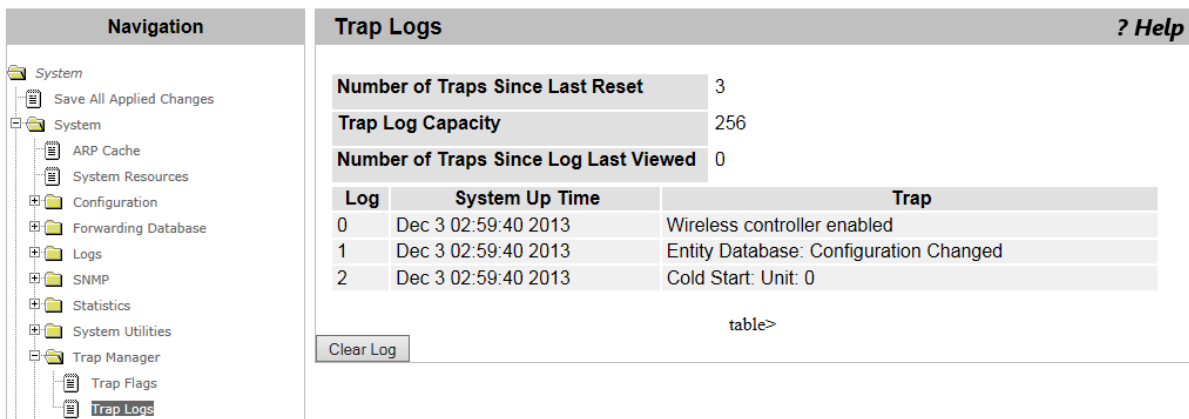 Navigation
System
Save All Applied Changes
System
ARP Cache
System Resources
Configuration
Forwarding Database
Logs
SNMP
Statistics
System Utilities
Trap Manager
Trap Flags
Trap Logs
Trap Logs ? Help
Number of Traps Since Last Reset 3
Trap Log Capacity 256
Number of Traps Since Log Last Viewed 0
Log System Up Time Trap
0 Dec 3 02:59:40 2013 Wireless controller enabled
1 Dec 3 02:59:40 2013 Entity Database: Configuration Changed
2 Dec 3 02:59:40 2013 Cold Start: Unit: 0
table>
Clear Log